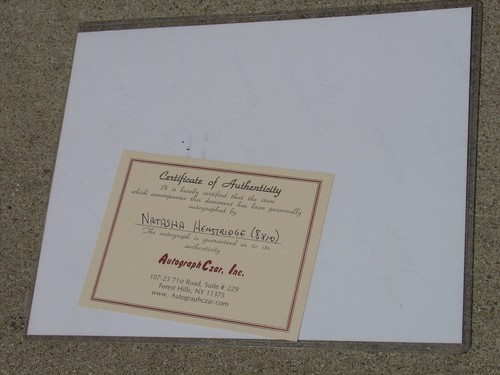 Certificate of Authenticity
It is hereby certified that the item
which accompanies this document has been personally
autographed by
NATASHA HENSTRIDGE (8x10)
The autograph is guaranteed as to its
authenticity
AutographCzar, Inc.
107-23 71st Road, Suite # 229
Forest Hills, NY 11375
www. Autographczar.com